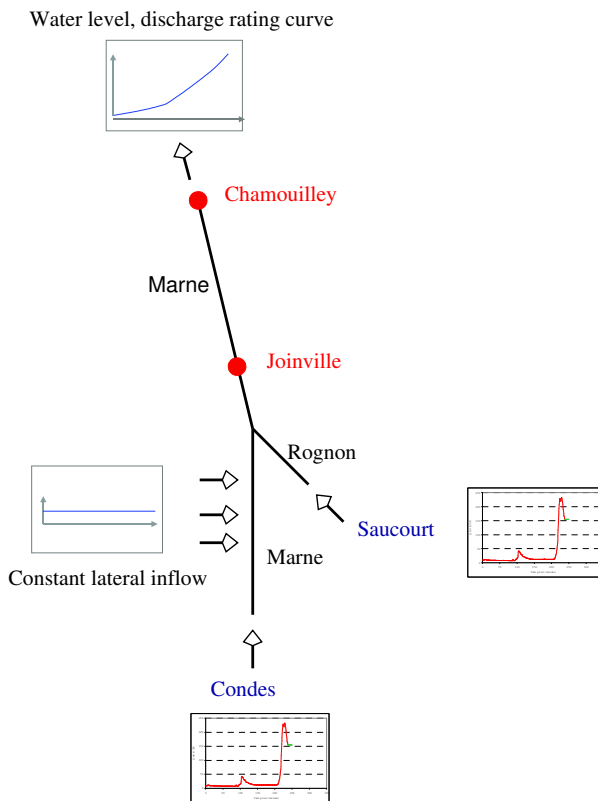 Water level, discharge rating curve
Chamouilley
Marne
Joinville
Rognon
Saucourt
Marne
Constant lateral inflow
Condes